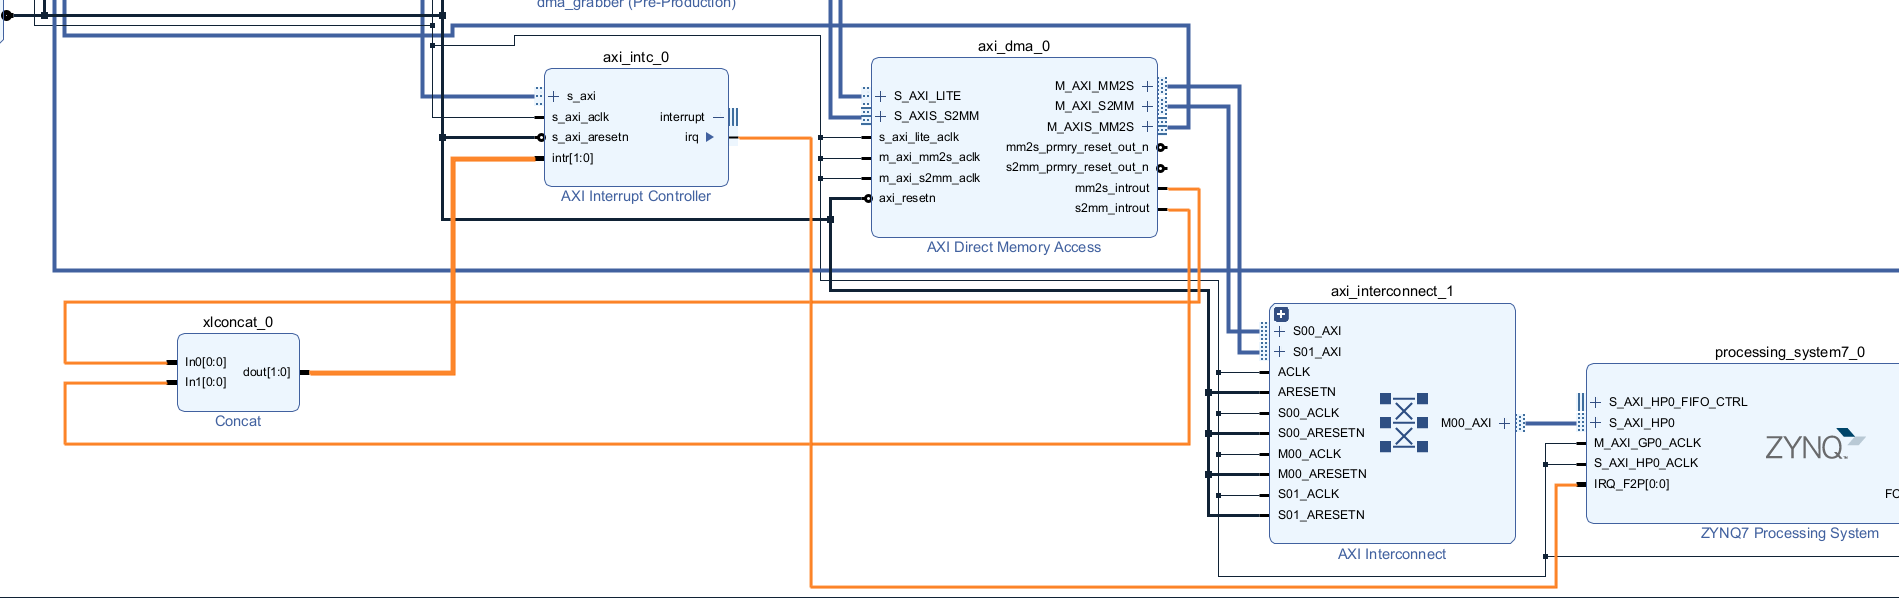 dma_grabber (Pre-Production)
axi_intc_0
s_axi
s_axi_aclk
s_axi_aresetn
intr[1:0]
interrupt
irq
AXI Interrupt Controller
axi_dma_0
S_AXI_LITE
S_AXIS_S2MM
s_axi_lite_aclk
m_axi_mm2s_aclk
m_axi_s2mm_aclk
axi_resetn
M_AXI_MM2S
M_AXI_S2MM
M_AXIS_MM2S
mm2s_prmry_reset_out_n
s2mm_prmry_reset_out_n
mm2s_introut
s2mm_introut
AXI Direct Memory Access
xlconcat_0
In0[0:0]
In1[0:0]
dout[1:0]
Concat
axi_interconnect_1
S00_AXI
S01_AXI
ACLK
ARESETN
S00_ACLK
S00_ARESETN
M00_ACLK
M00_ARESETN
S01_ACLK
S01_ARESETN
M00_AXI
AXI Interconnect
processing_system7_0
S_AXI_HP0_FIFO_CTRL
S_AXI_HP0
M_AXI_GP0_ACLK
S_AXI_HP0_ACLK
IRQ_F2P[0:0]
ZYNQ
FC
ZYNQ7 Processing System